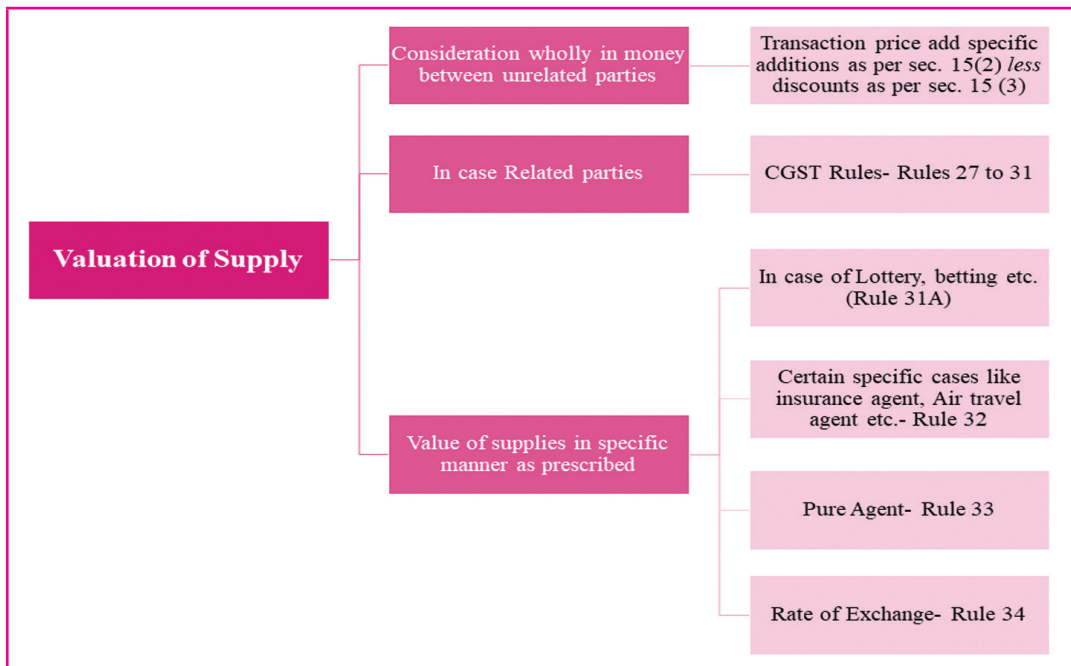 Valuation of Supply
Consideration wholly in money
between unrelated parties
Transaction price add specific
additions as per sec. 15(2) less
discounts as per sec. 15 (3)
In case Related parties
CGST Rules- Rules 27 to 31
Value of supplies in specific
manner as prescribed
In case of Lottery, betting etc.
(Rule 31A)
Certain specific cases like
insurance agent, Air travel
agent etc.- Rule 32
Pure Agent- Rule 33
Rate of Exchange- Rule 34